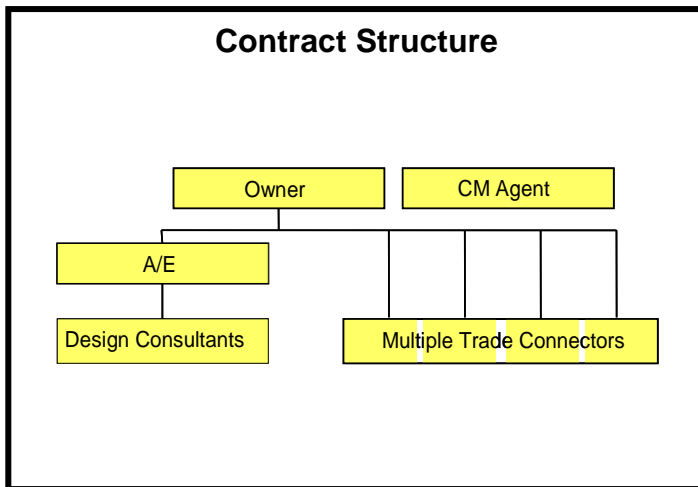 Contract Structure
Owner
CM Agent
A/E
Design Consultants
Multiple Trade Connectors